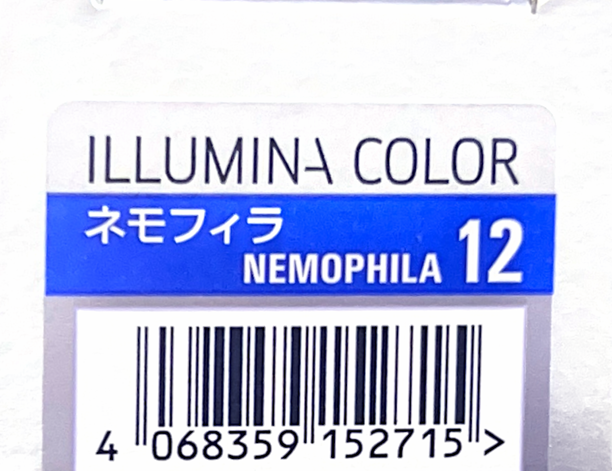 ILLUMINA COLOR
ネモフィラ
NEMOPHILA 12
4 068359 152715 >